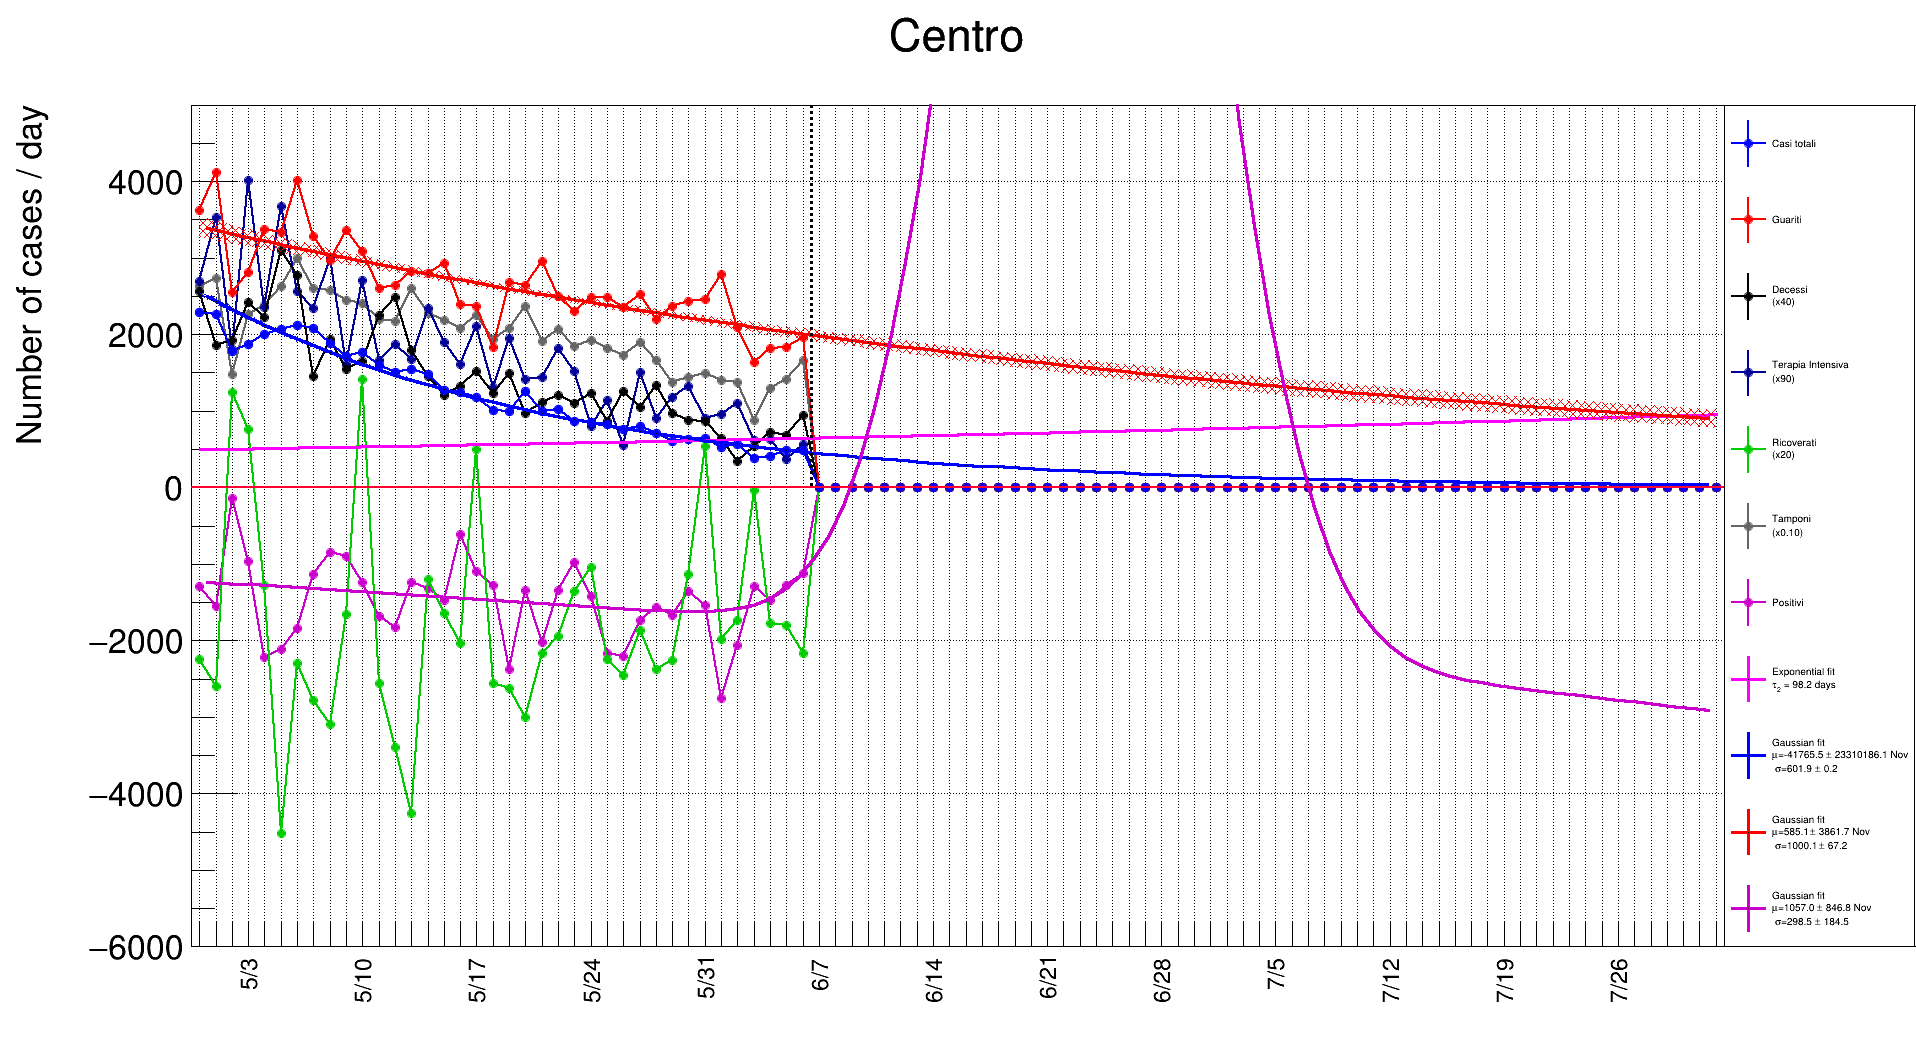 Centro
Number of cases / day
4000
2000
0
−2000
−4000
−6000
5/3
5/10
5/17
5/24
5/31
6/7
6/14
6/21
6/28
7/5
7/12
7/19
7/26
Casi totali
Guariti
Decessi
(x40)
Terapia Intensiva
(x90)
Ricoverati
(x20)
Tamponi
(x0.10)
Positivi
Exponential fit
τ2 = 98.2 days
Gaussian fit
μ=-41765.5 ± 23310186.1 Nov
σ=601.9 ± 0.2
Gaussian fit
μ=585.1 ± 3861.7 Nov
σ=1000.1 ± 67.2
Gaussian fit
μ=1057.0 ± 846.8 Nov
σ=298.5 ± 184.5